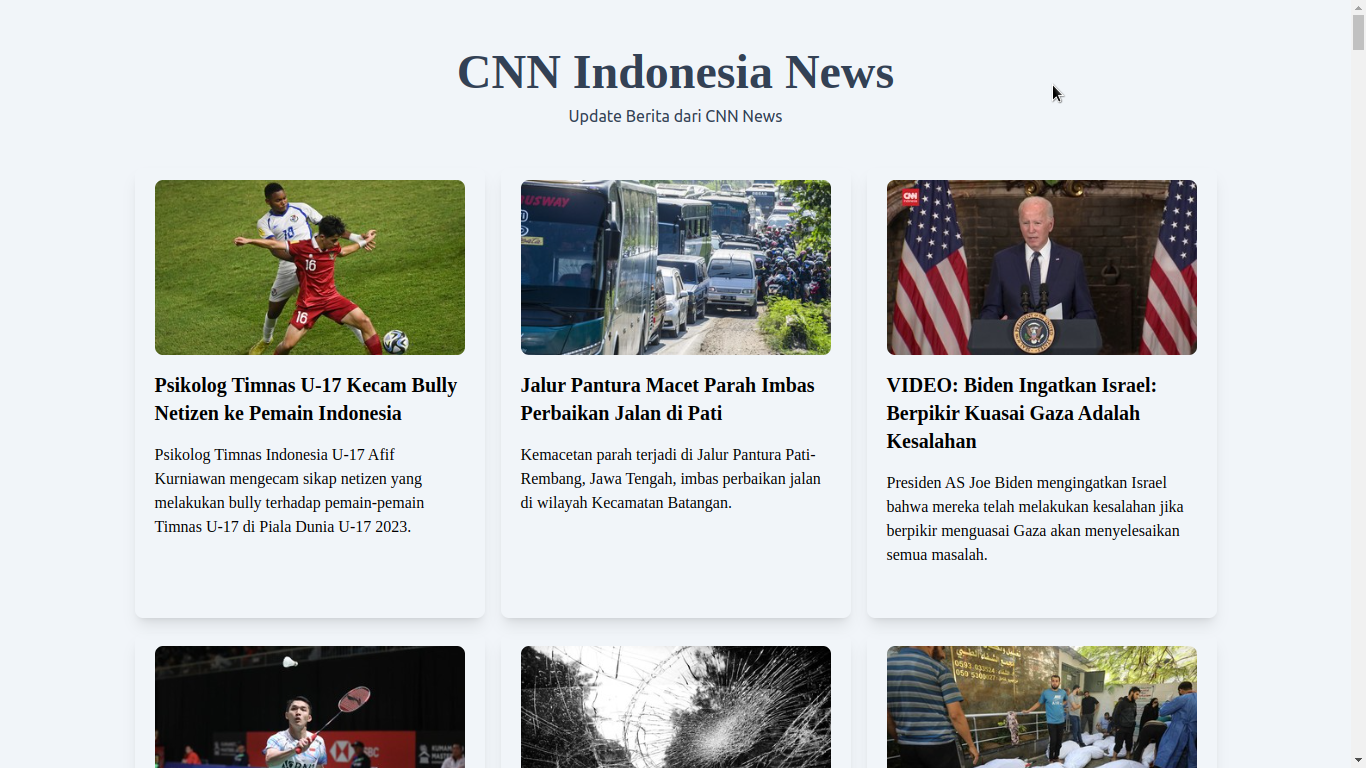 CNN Indonesia News
Update Berita dari CNN News
16
16
BUSWAY
CNN
Psikolog Timnas U-17 Kecam Bully
Netizen ke Pemain Indonesia
Psikolog Timnas Indonesia U-17 Afif
Kurniawan mengecam sikap netizen yang
melakukan bully terhadap pemain-pemain
Timnas U-17 di Piala Dunia U-17 2023.
Jalur Pantura Macet Parah Imbas
Perbaikan Jalan di Pati
Kemacetan parah terjadi di Jalur Pantura Pati-
Rembang, Jawa Tengah, imbas perbaikan jalan
di wilayah Kecamatan Batangan.
VIDEO: Biden Ingatkan Israel:
Berpikir Kuasai Gaza Adalah
Kesalahan
Presiden AS Joe Biden mengingatkan Israel
bahwa mereka telah melakukan kesalahan jika
berpikir menguasai Gaza akan menyelesaikan
semua masalah.